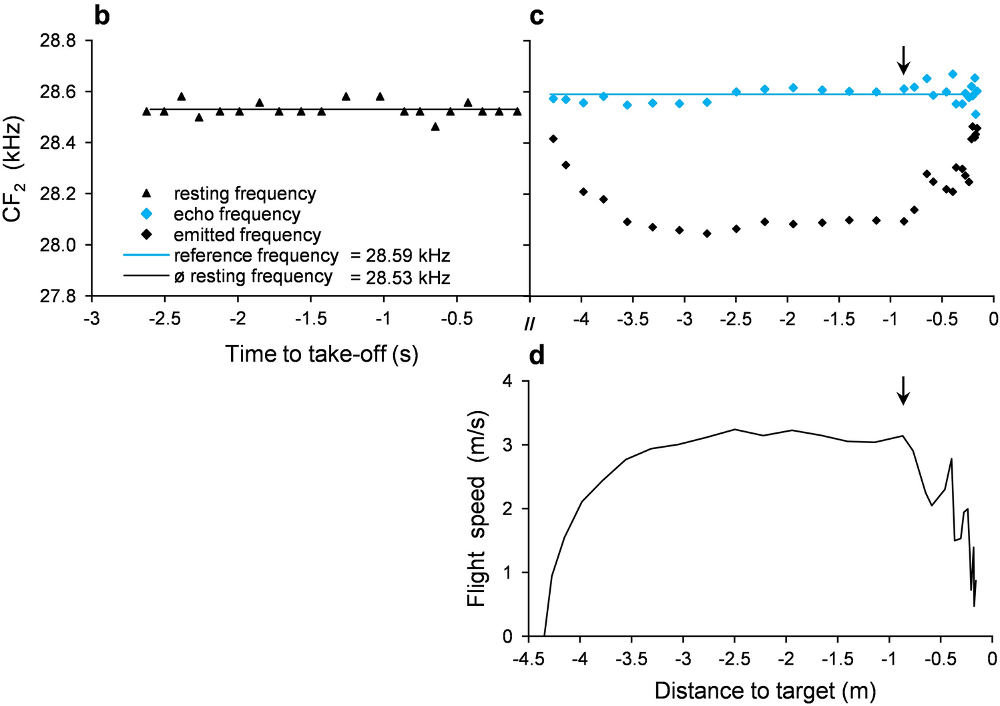 b
c
28.8
28.6
28.4
28.2
28.0
27.8
CF₂ (kHz)
resting frequency
echo frequency
emitted frequency
reference frequency = 28.59 kHz
ø resting frequency = 28.53 kHz
-3 -2.5 -2 -1.5 -1 -0.5 // -4 -3.5 -3 -2.5 -2 -1.5 -1 -0.5 0
Time to take-off (s)
d
4
3
2
1
0
Flight speed (m/s)
-4.5 -4 -3.5 -3 -2.5 -2 -1.5 -1 -0.5 0
Distance to target (m)